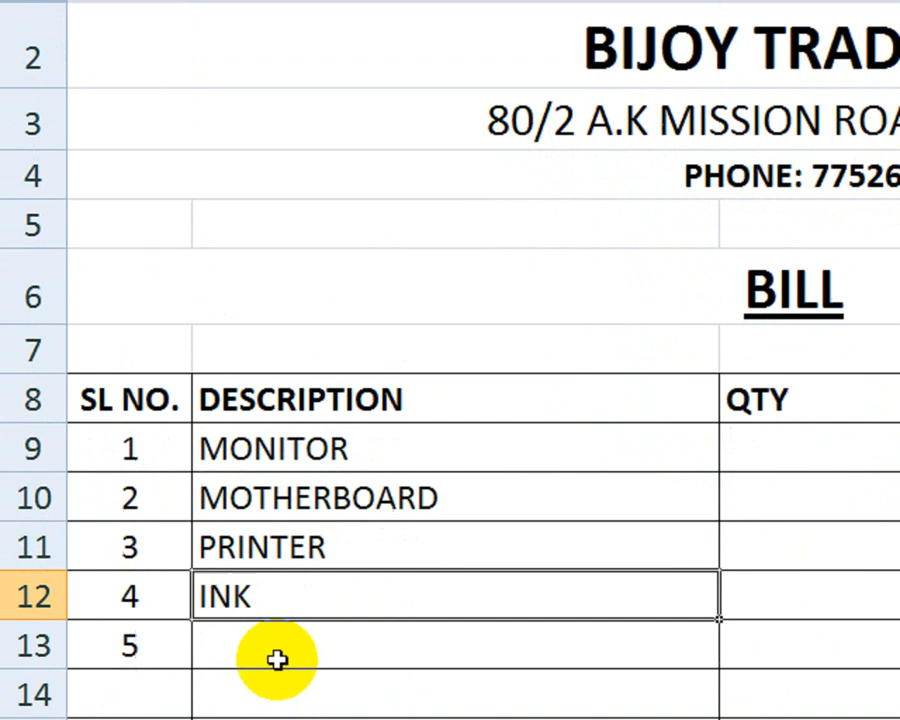 2 BIJOY TRAD
3 80/2 A.K MISSION ROA
4 PHONE: 77526
5
6 BILL
7
8 SL NO. DESCRIPTION QTY
9 1 MONITOR
10 2 MOTHERBOARD
11 3 PRINTER
12 4 INK
13 5
14